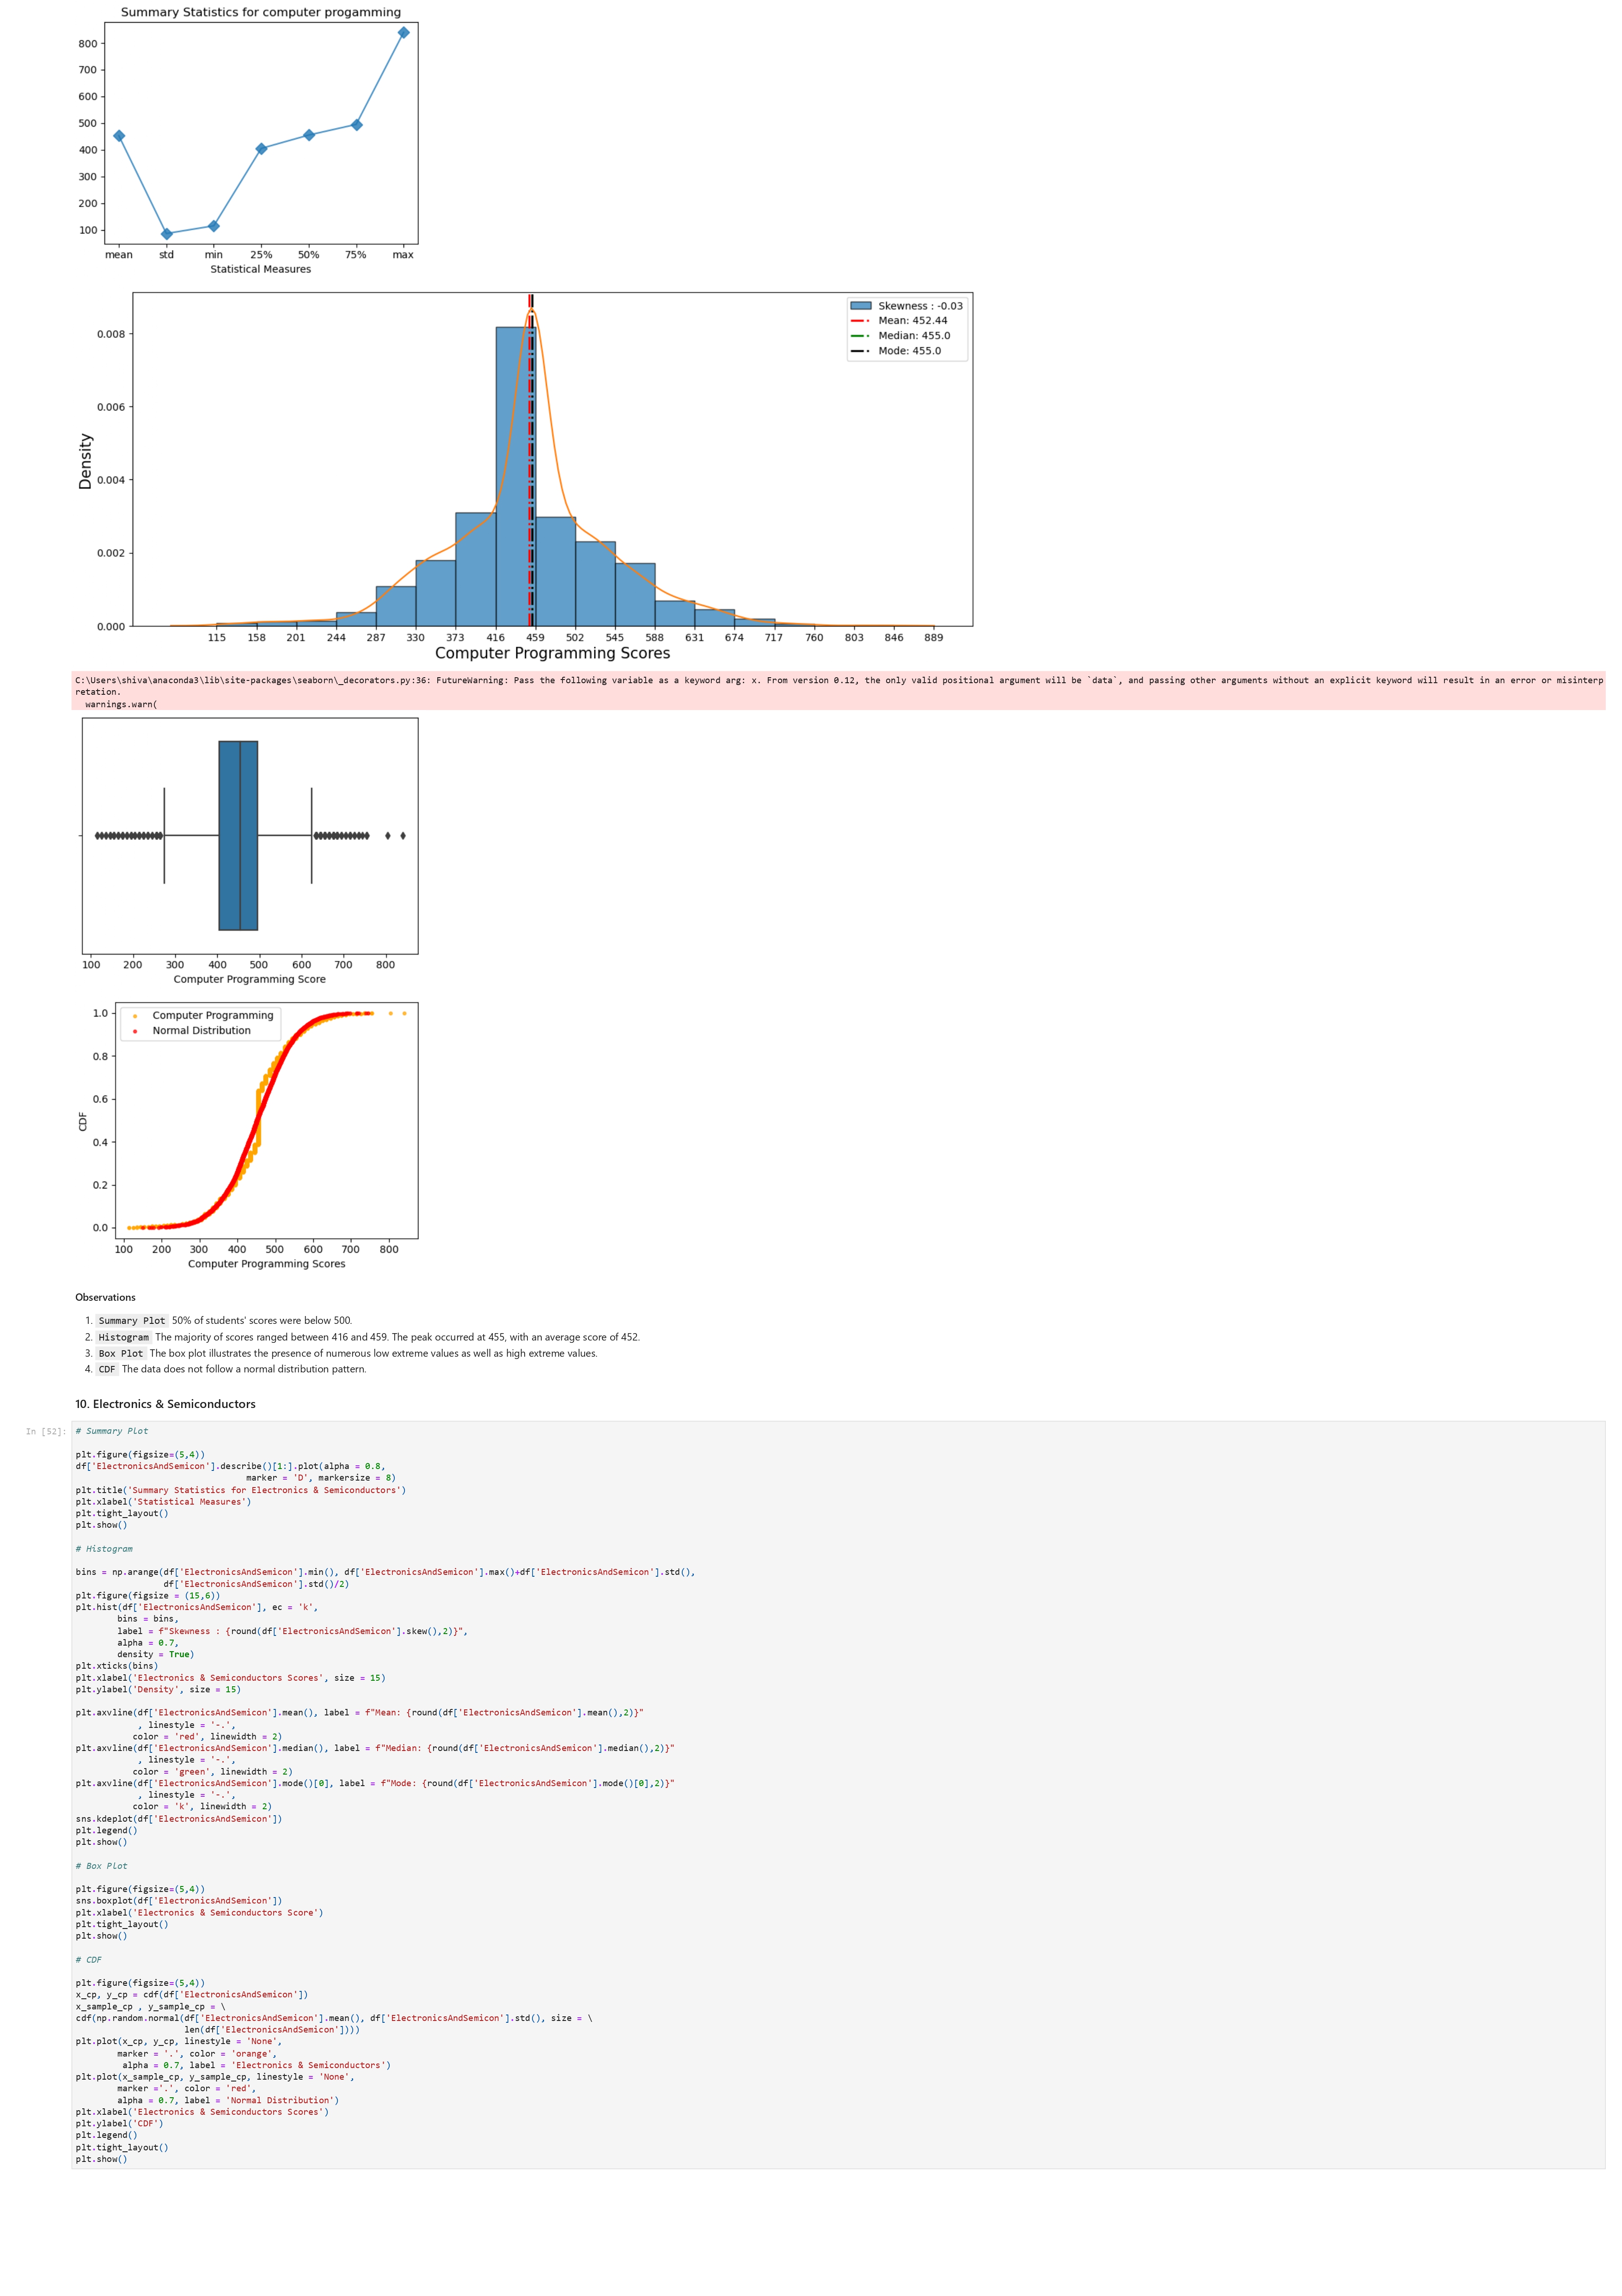 Summary Statistics for computer progamming
800
700
600
500
400
300
200
100
mean std min 25% 50% 75% max
Statistical Measures
Skewness : -0.03
Mean: 452.44
Median: 455.0
Mode: 455.0
0.008
0.006
0.004
0.002
0.000
Density
115 158 201 244 287 330 373 416 459 502 545 588 631 674 717 760 803 846 889
Computer Programming Scores
C:\Users\shiva\anaconda3\lib\site-packages\seaborn\_decorators.py:36: FutureWarning: Pass the following variable as a keyword arg: x. From version 0.12, the only valid positional argument will be `data`, and passing other arguments without an explicit keyword will result in an error or misinterp
retation.
warnings.warn(
100 200 300 400 500 600 700 800
Computer Programming Score
Computer Programming
Normal Distribution
1.0
0.8
0.6
0.4
0.2
0.0
CDF
100 200 300 400 500 600 700 800
Computer Programming Scores
Observations
1. Summary Plot 50% of students' scores were below 500.
2. Histogram The majority of scores ranged between 416 and 459. The peak occurred at 455, with an average score of 452.
3. Box Plot The box plot illustrates the presence of numerous low extreme values as well as high extreme values.
4. CDF The data does not follow a normal distribution pattern.
10. Electronics & Semiconductors
In [52]:
# Summary Plot
plt.figure(figsize=(5,4))
df['ElectronicsAndSemicon'].describe()[1:].plot(alpha = 0.8,
marker = 'D', markersize = 8)
plt.title('Summary Statistics for Electronics & Semiconductors')
plt.xlabel('Statistical Measures')
plt.tight_layout()
plt.show()
# Histogram
bins = np.arange(df['ElectronicsAndSemicon'].min(), df['ElectronicsAndSemicon'].max()+df['ElectronicsAndSemicon'].std(),
df['ElectronicsAndSemicon'].std()/2)
plt.figure(figsize = (15,6))
plt.hist(df['ElectronicsAndSemicon'], ec = 'k',
bins = bins,
label = f"Skewness : {round(df['ElectronicsAndSemicon'].skew(),2)}",
alpha = 0.7,
density = True)
plt.xticks(bins)
plt.xlabel('Electronics & Semiconductors Scores', size = 15)
plt.ylabel('Density', size = 15)
plt.axvline(df['ElectronicsAndSemicon'].mean(), label = f"Mean: {round(df['ElectronicsAndSemicon'].mean(),2)}"
, linestyle = '-.',
color = 'red', linewidth = 2)
plt.axvline(df['ElectronicsAndSemicon'].median(), label = f"Median: {round(df['ElectronicsAndSemicon'].median(),2)}"
, linestyle = '-.',
color = 'green', linewidth = 2)
plt.axvline(df['ElectronicsAndSemicon'].mode()[0], label = f"Mode: {round(df['ElectronicsAndSemicon'].mode()[0],2)}"
, linestyle = '-.',
color = 'k', linewidth = 2)
sns.kdeplot(df['ElectronicsAndSemicon'])
plt.legend()
plt.show()
# Box Plot
plt.figure(figsize=(5,4))
sns.boxplot(df['ElectronicsAndSemicon'])
plt.xlabel('Electronics & Semiconductors Score')
plt.tight_layout()
plt.show()
# CDF
plt.figure(figsize=(5,4))
x_cp, y_cp = cdf(df['ElectronicsAndSemicon'])
x_sample_cp , y_sample_cp = \
cdf(np.random.normal(df['ElectronicsAndSemicon'].mean(), df['ElectronicsAndSemicon'].std(), size = \
len(df['ElectronicsAndSemicon'])))
plt.plot(x_cp, y_cp, linestyle = 'None',
marker = '.', color = 'orange',
alpha = 0.7, label = 'Electronics & Semiconductors')
plt.plot(x_sample_cp, y_sample_cp, linestyle = 'None',
marker ='.', color = 'red',
alpha = 0.7, label = 'Normal Distribution')
plt.xlabel('Electronics & Semiconductors Scores')
plt.ylabel('CDF')
plt.legend()
plt.tight_layout()
plt.show()